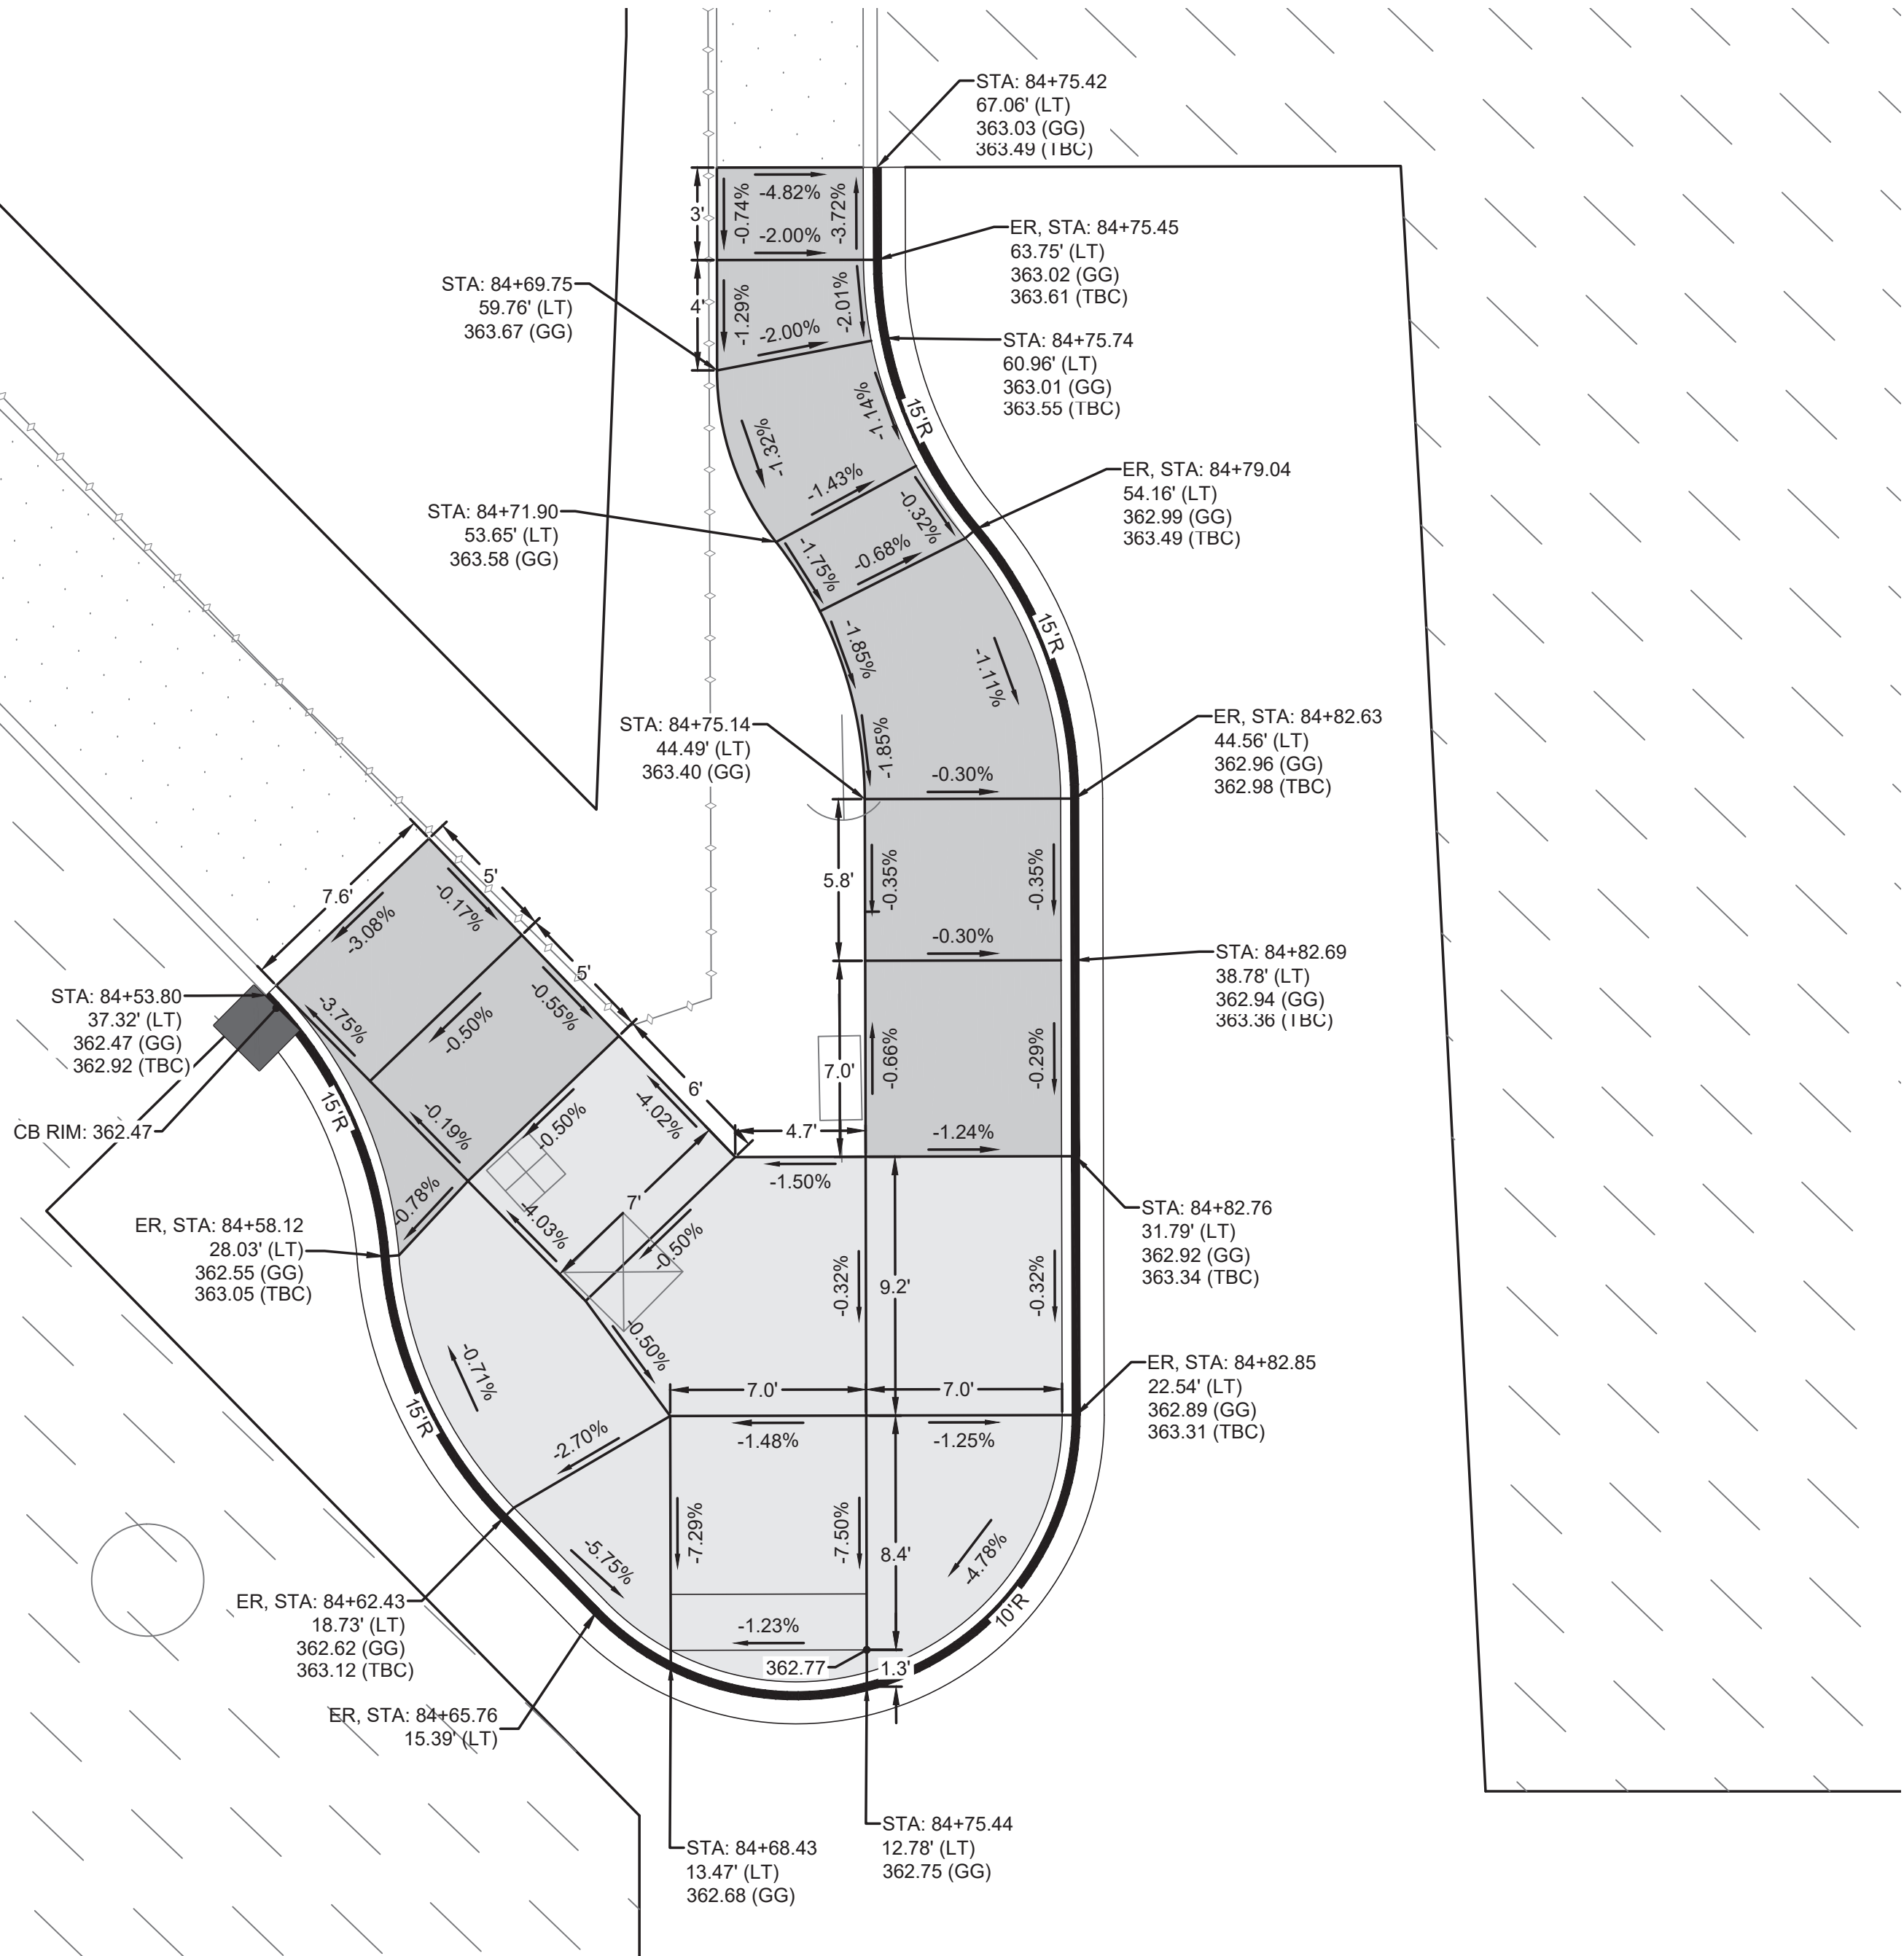 STA: 84+75.42
67.06' (LT)
363.03 (GG)
363.49 (TBC)
3'
-0.74%
-4.82%
-3.72%
-2.00%
ER, STA: 84+75.45
63.75' (LT)
363.02 (GG)
363.61 (TBC)
STA: 84+69.75
59.76' (LT)
363.67 (GG)
4'
-1.29%
-2.01%
-2.00%
STA: 84+75.74
60.96' (LT)
363.01 (GG)
363.55 (TBC)
-1.14%
15'R
-1.32%
-1.43%
ER, STA: 84+79.04
54.16' (LT)
362.99 (GG)
363.49 (TBC)
STA: 84+71.90
53.65' (LT)
363.58 (GG)
-0.32%
-1.75%
-0.68%
15'R
-1.85%
-1.11%
ER, STA: 84+82.63
44.56' (LT)
362.96 (GG)
362.98 (TBC)
STA: 84+75.14
44.49' (LT)
363.40 (GG)
-1.85%
-0.30%
5.8'
-0.35%
-0.35%
5'
7.6'
-0.17%
-3.08%
-0.30%
STA: 84+82.69
38.78' (LT)
362.94 (GG)
363.36 (TBC)
5'
-0.55%
STA: 84+53.80
37.32' (LT)
362.47 (GG)
362.92 (TBC)
-3.75%
-0.50%
7.0'
-0.66%
-0.29%
6'
15'R
-4.02%
CB RIM: 362.47
-0.19%
-0.50%
4.7'
-1.24%
-1.50%
-0.78%
7'
-4.03%
-0.50%
ER, STA: 84+58.12
28.03' (LT)
362.55 (GG)
363.05 (TBC)
STA: 84+82.76
31.79' (LT)
362.92 (GG)
363.34 (TBC)
-0.32%
9.2'
-0.32%
-0.50%
-0.71%
15'R
7.0'
7.0'
ER, STA: 84+82.85
22.54' (LT)
362.89 (GG)
363.31 (TBC)
-2.70%
-1.48%
-1.25%
-7.29%
-7.50%
8.4'
-4.78%
-5.75%
10'R
ER, STA: 84+62.43
18.73' (LT)
362.62 (GG)
363.12 (TBC)
-1.23%
362.77
1.3'
ER, STA: 84+65.76
15.39' (LT)
STA: 84+68.43
13.47' (LT)
362.68 (GG)
STA: 84+75.44
12.78' (LT)
362.75 (GG)